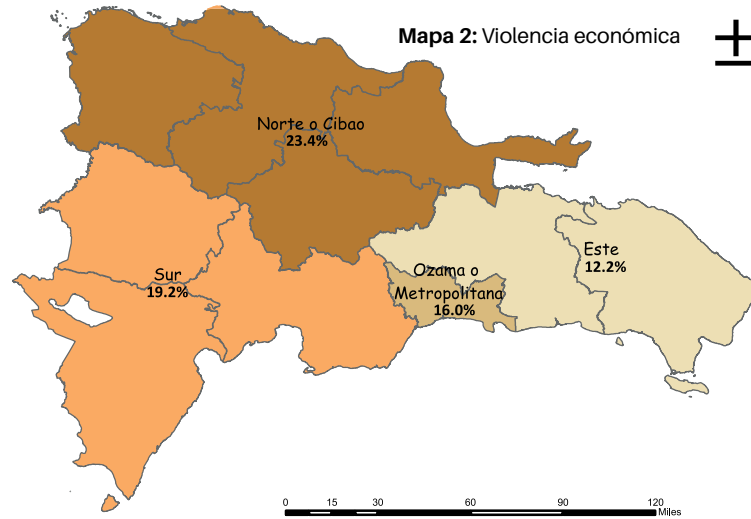 Mapa 2: Violencia económica
Norte o Cibao
23.4%
Sur
19.2%
Este
12.2%
Ozama o
Metropolitana
16.0%
0 15 30 60 90 120
Miles